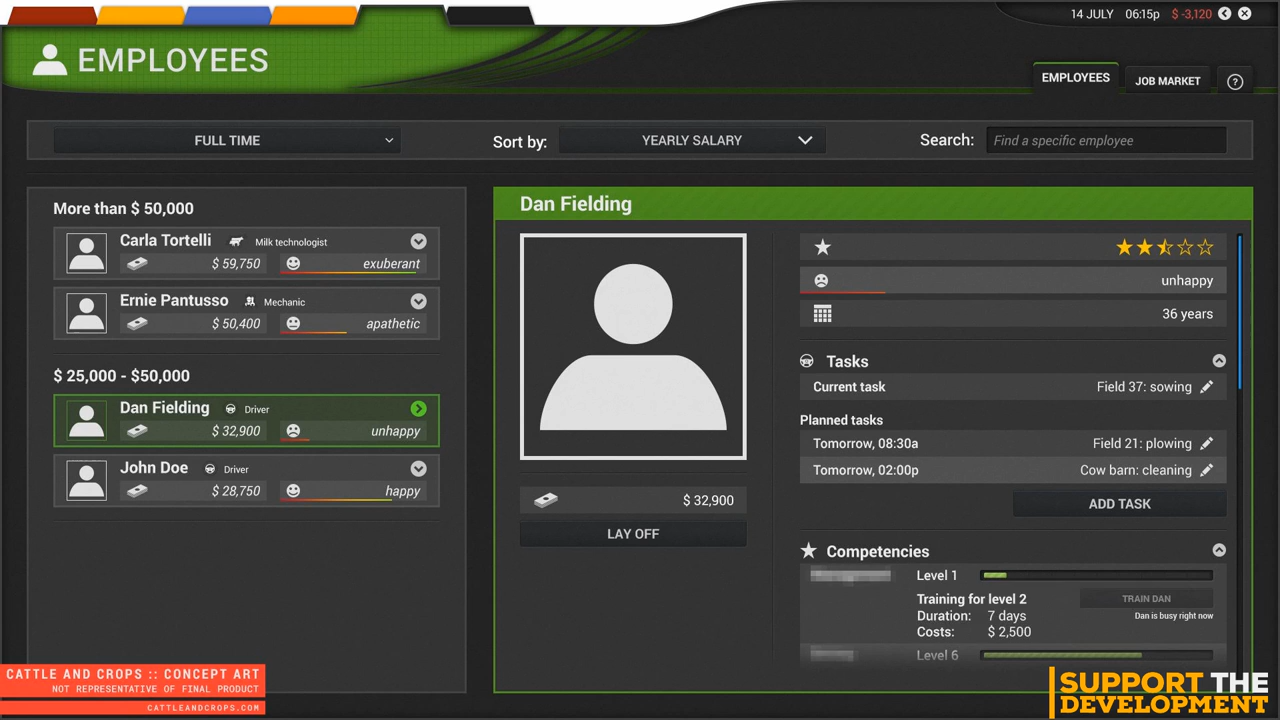 14 JULY 06:15p $ -3,120
EMPLOYEES
EMPLOYEES JOB MARKET ?
FULL TIME Sort by: YEARLY SALARY Search: Find a specific employee
More than $ 50,000
Carla Tortelli Milk technologist
$ 59,750 exuberant
Ernie Pantusso Mechanic
$ 50,400 apathetic
$ 25,000 - $50,000
Dan Fielding Driver
$ 32,900 unhappy
John Doe Driver
$ 28,750 happy
Dan Fielding
$ 32,900
LAY OFF
unhappy
36 years
Tasks
Current task Field 37: sowing
Planned tasks
Tomorrow, 08:30a Field 21: plowing
Tomorrow, 02:00p Cow barn: cleaning
ADD TASK
Competencies
Level 1
Training for level 2 TRAIN DAN
Duration: 7 days Dan is busy right now
Costs: $ 2,500
Level 6
CATTLE AND CROPS :: CONCEPT ART
NOT REPRESENTATIVE OF FINAL PRODUCT
CATTLEANDCROPS.COM
SUPPORT THE
DEVELOPMENT